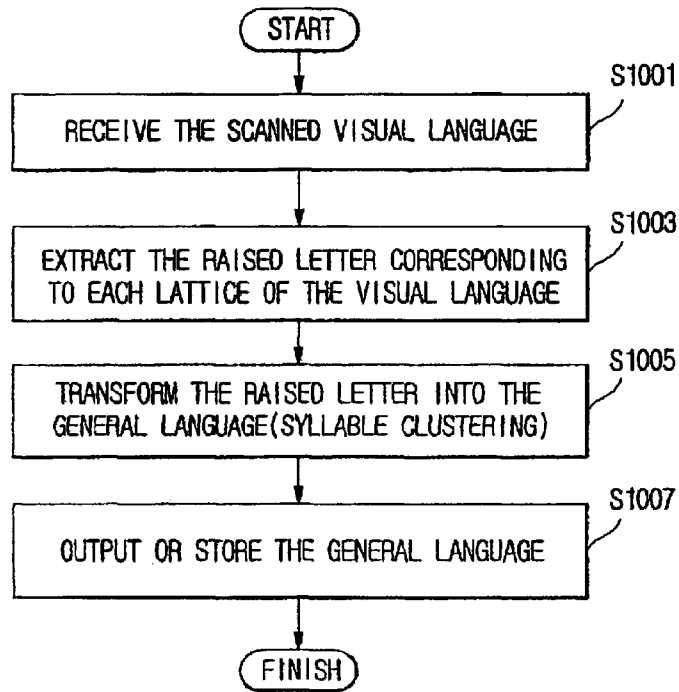 START
S1001
RECEIVE THE SCANNED VISUAL LANGUAGE
S1003
EXTRACT THE RAISED LETTER CORRESPONDING
TO EACH LATTICE OF THE VISUAL LANGUAGE
S1005
TRANSFORM THE RAISED LETTER INTO THE
GENERAL LANGUAGE(SYLLABLE CLUSTERING)
S1007
OUTPUT OR STORE THE GENERAL LANGUAGE
FINISH